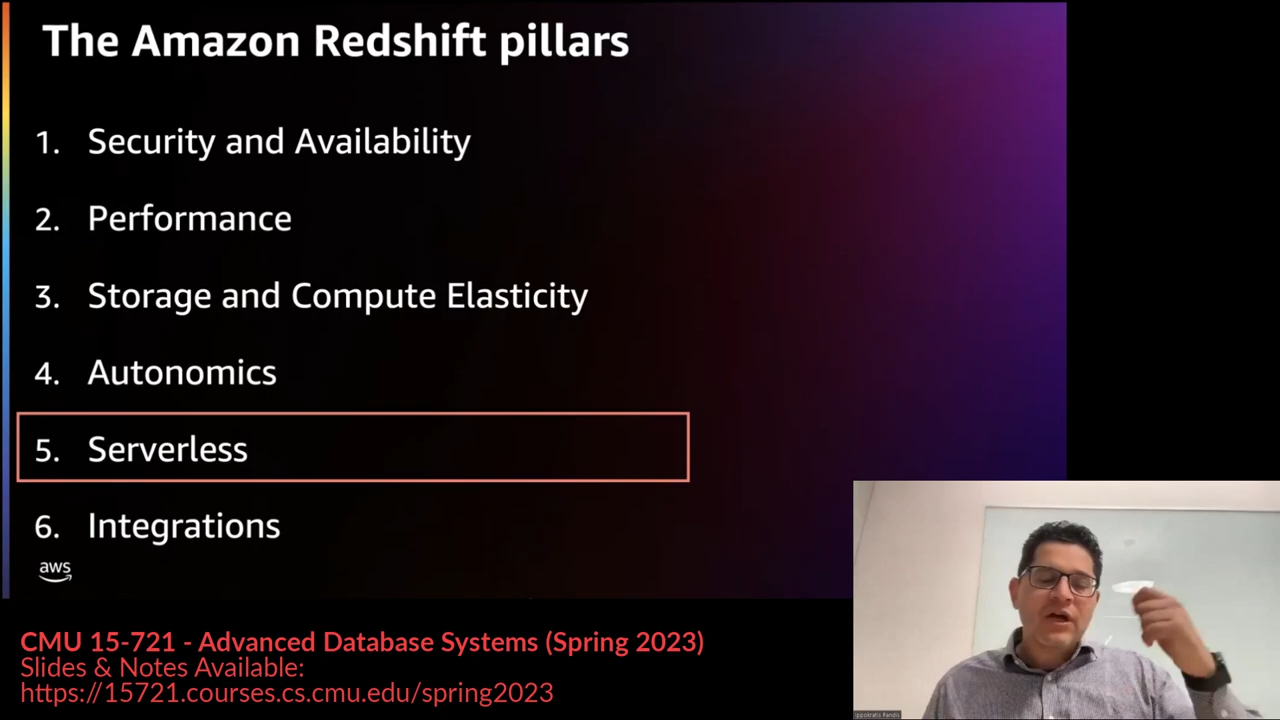 The Amazon Redshift pillars
1. Security and Availability
2. Performance
3. Storage and Compute Elasticity
4. Autonomics
5. Serverless
6. Integrations
aws
CMU 15-721 - Advanced Database Systems (Spring 2023)
Slides & Notes Available:
https://15721.courses.cs.cmu.edu/spring2023
Ippokratis Pandis